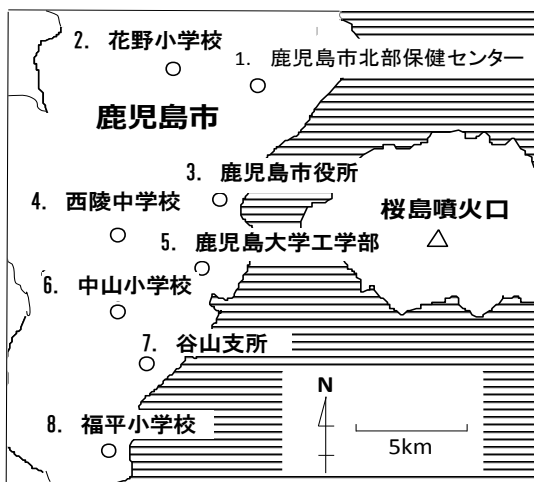 2. 花野小学校
1. 鹿児島市北部保健センター
鹿児島市
3. 鹿児島市役所
4. 西陵中学校
桜島噴火口
5. 鹿児島大学工学部
6. 中山小学校
7. 谷山支所
N
8. 福平小学校
5km